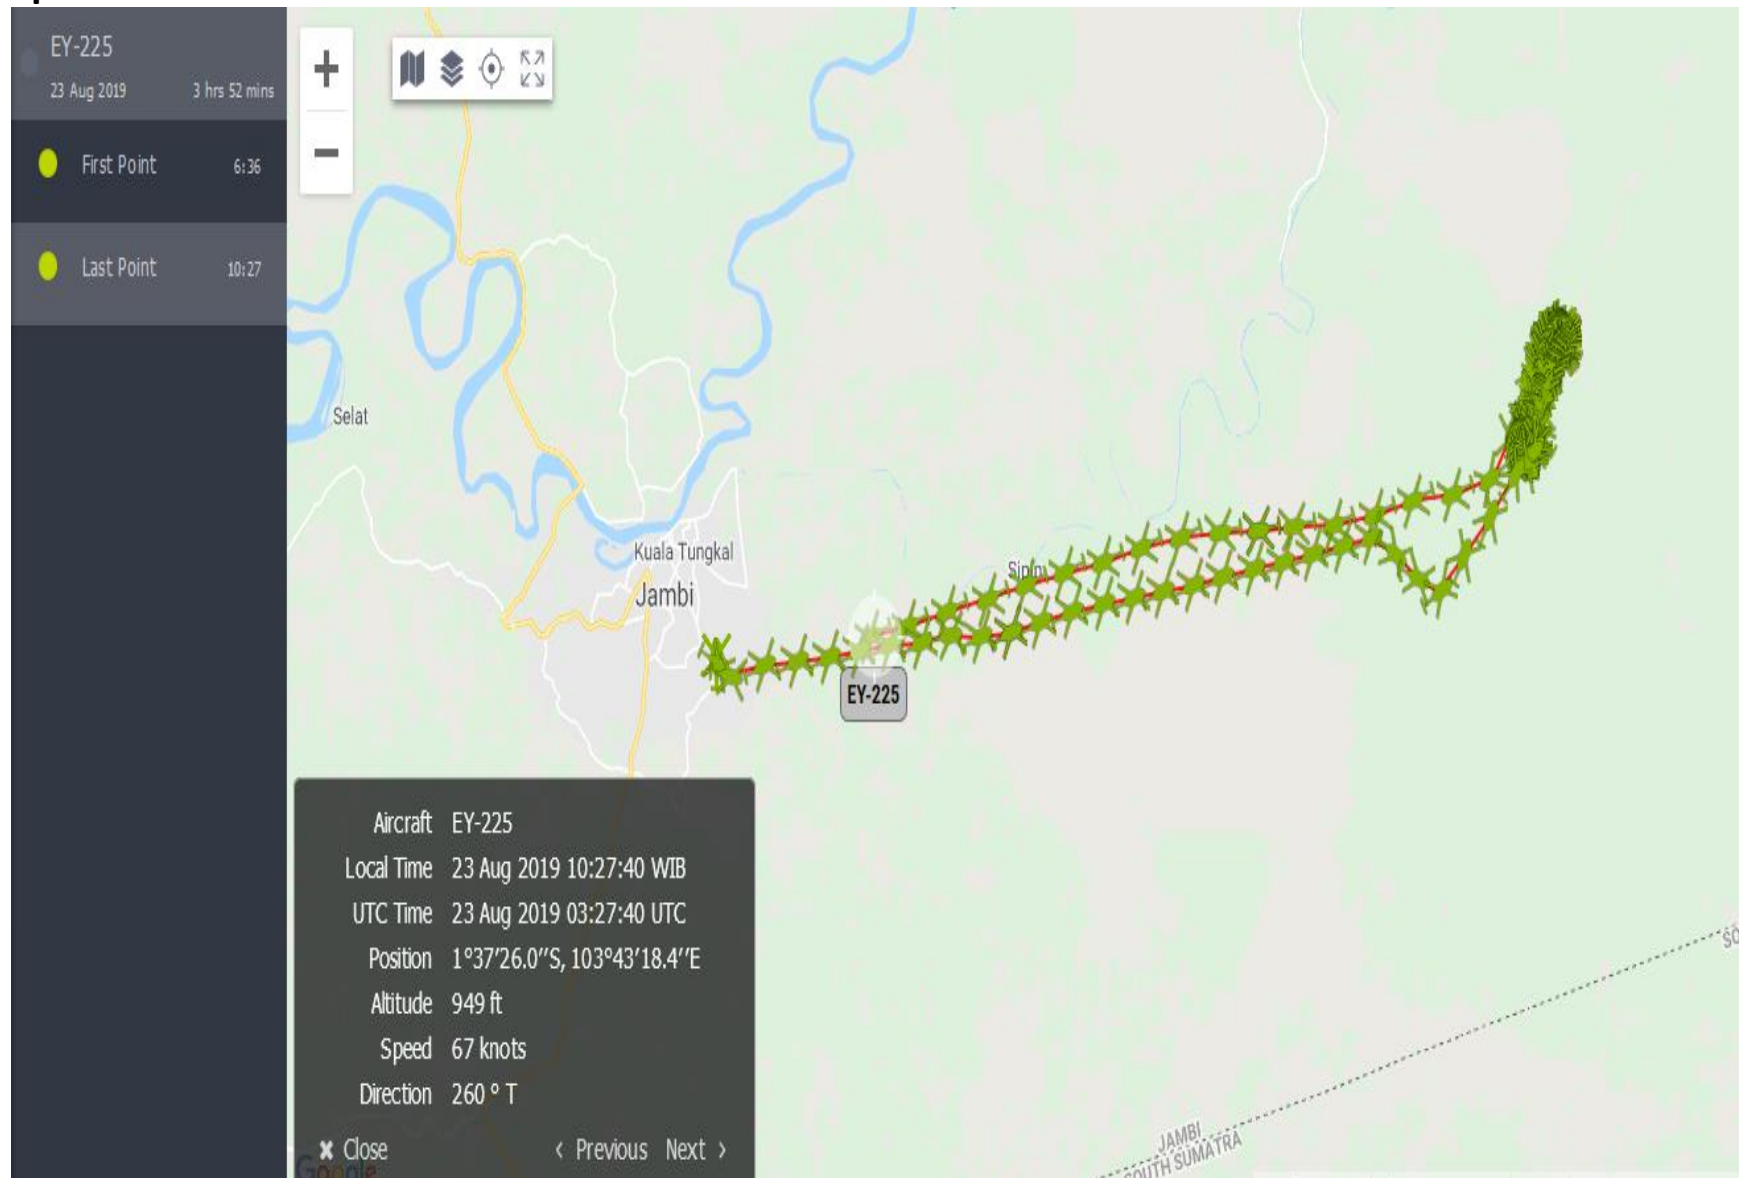 EY-225
23 Aug 2019 3 hrs 52 mins
First Point 6:36
Last Point 10:27
Selat
Kuala Tungkal
Jambi
Sipin
EY-225
Aircraft EY-225
Local Time 23 Aug 2019 10:27:40 WIB
UTC Time 23 Aug 2019 03:27:40 UTC
Position 1°37'26.0''S, 103°43'18.4''E
Altitude 949 ft
Speed 67 knots
Direction 260 ° T
✖ Close ‹ Previous Next ›
Google
SO
JAMBI
SOUTH SUMATRA